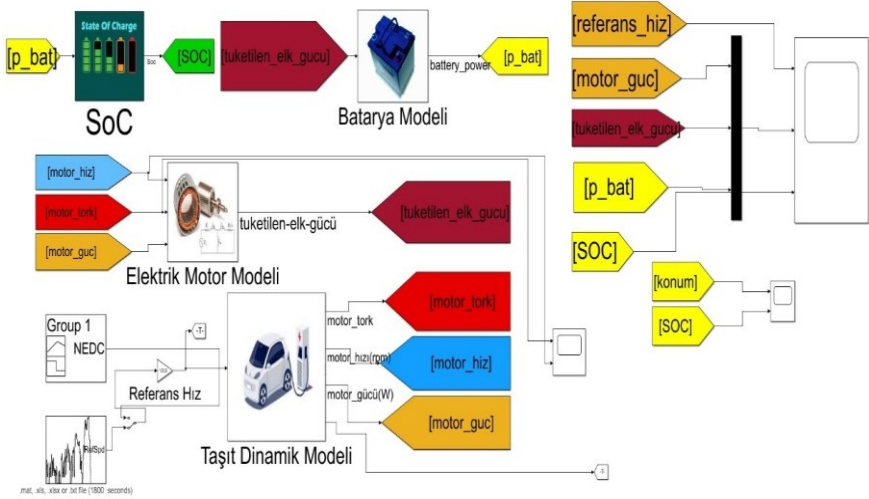 State Of Charge
[p_bat]
Soc
[SOC]
SoC
[tuketilen_elk_gucu]
battery_power
[p_bat]
Batarya Modeli
[referans_hiz]
[motor_guc]
[tuketilen_elk_gucu]
[p_bat]
[SOC]
[konum]
[SOC]
[motor_hiz]
[motor_tork]
[motor_guc]
tuketilen-elk-gücü
[tuketilen_elk_gucu]
Elektrik Motor Modeli
Group 1
NEDC
-T-
Referans Hız
RefSpd
.mat, .xls, .xlsx or .txt file (1800 seconds)
motor_tork
[motor_tork]
motor_hızı(rpm)
[motor_hiz]
motor_gücü(W)
[motor_guc]
Taşıt Dinamik Modeli
-T-